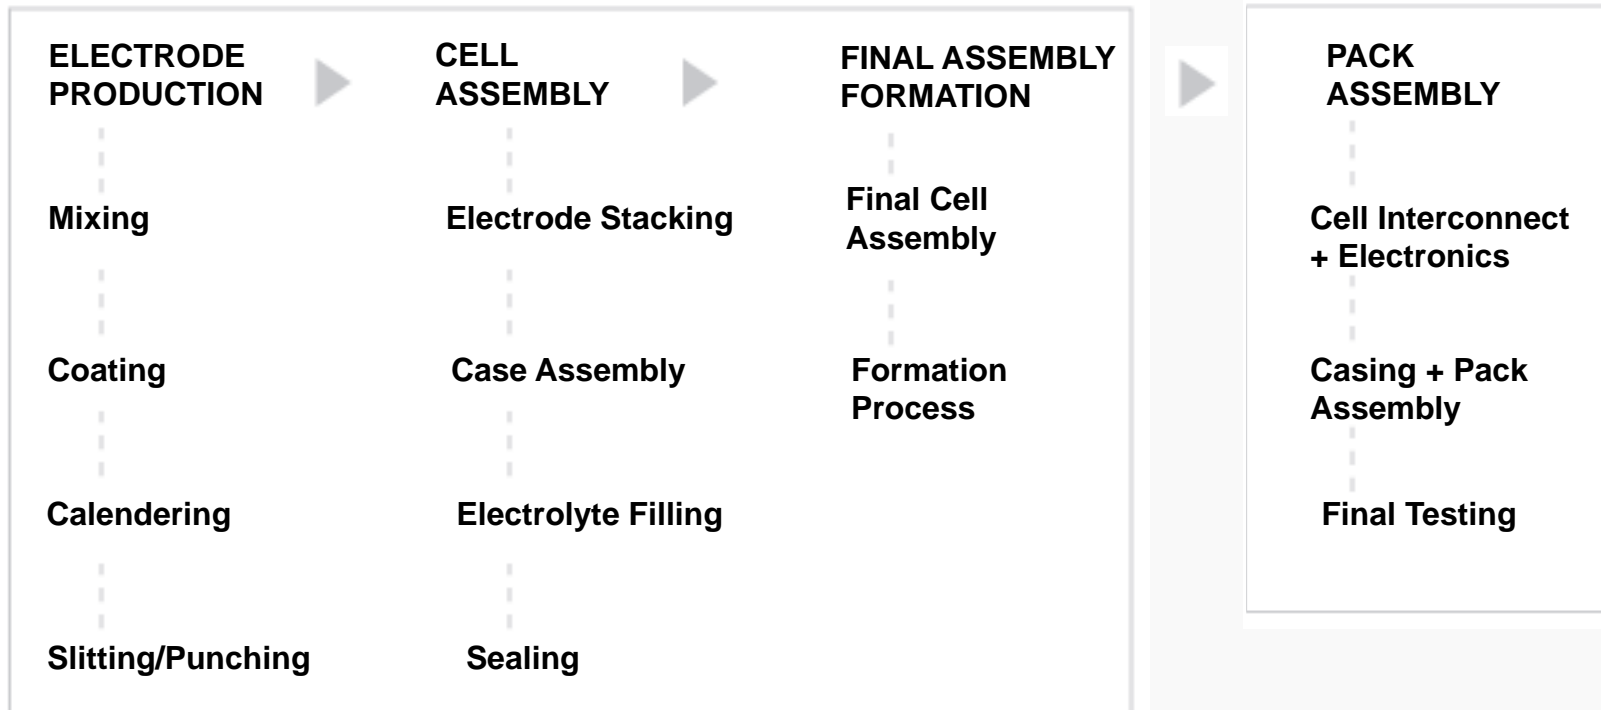 ELECTRODE
PRODUCTION
Mixing
Coating
Calendering
Slitting/Punching
CELL
ASSEMBLY
Electrode Stacking
Case Assembly
Electrolyte Filling
Sealing
FINAL ASSEMBLY
FORMATION
Final Cell
Assembly
Formation
Process
PACK
ASSEMBLY
Cell Interconnect
+ Electronics
Casing + Pack
Assembly
Final Testing